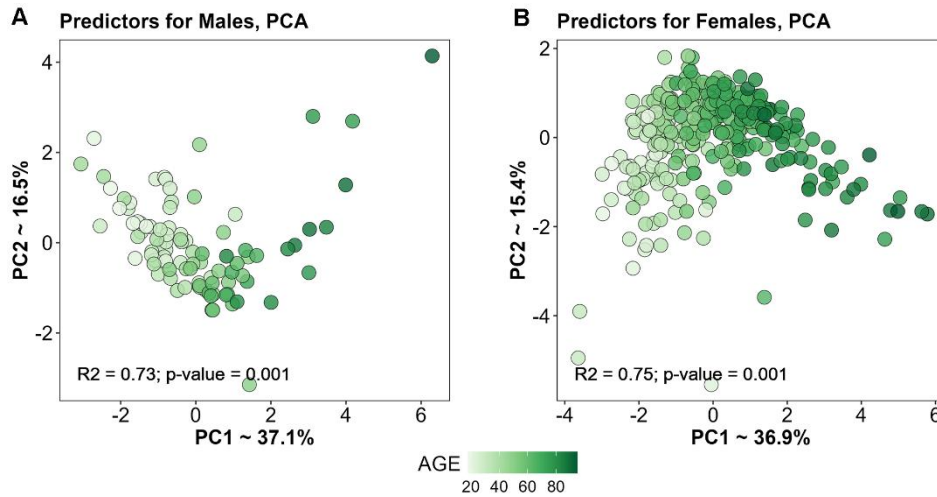 A
Predictors for Males, PCA
4
2
0
-2
PC2 ~ 16.5%
R2 = 0.73; p-value = 0.001
-2 0 2 4 6
PC1 ~ 37.1%
B
Predictors for Females, PCA
2
0
-2
-4
PC2 ~ 15.4%
R2 = 0.75; p-value = 0.001
-4 -2 0 2 4 6
PC1 ~ 36.9%
AGE
20 40 60 80